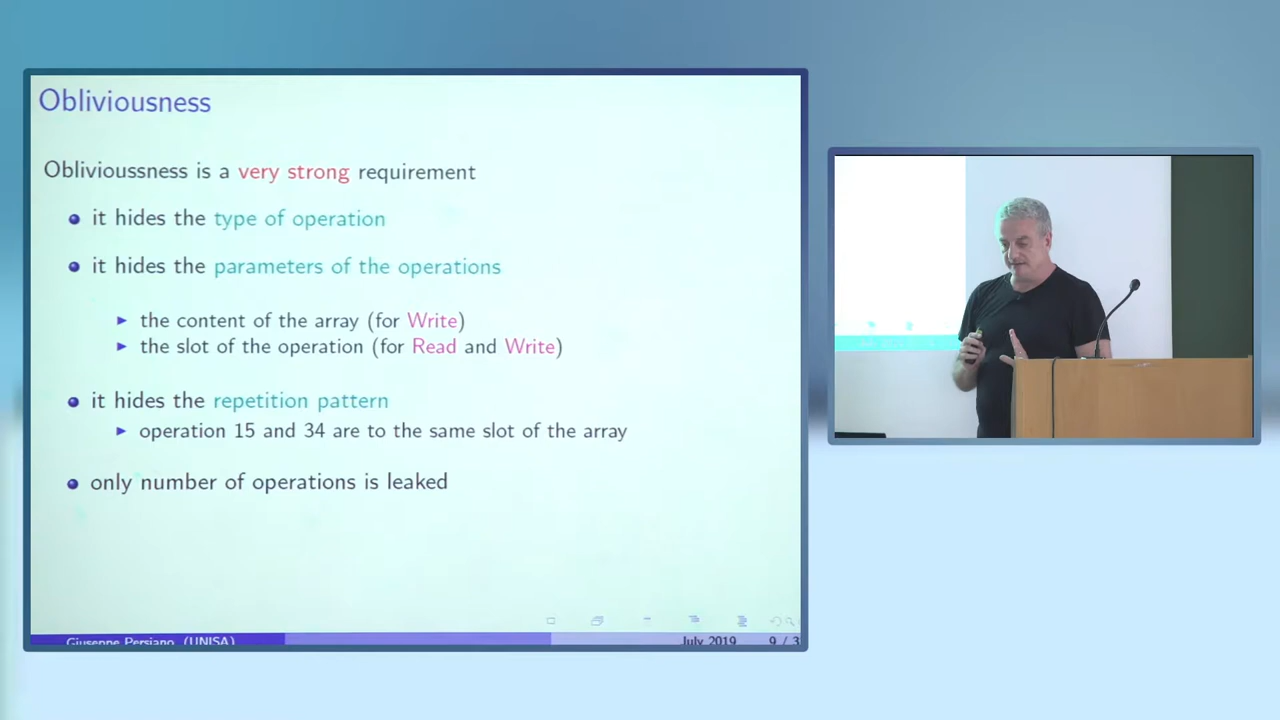 Obliviousness
Obliviousness is a very strong requirement
it hides the type of operation
it hides the parameters of the operations
the content of the array (for Write)
the slot of the operation (for Read and Write)
it hides the repetition pattern
operation 15 and 34 are to the same slot of the array
only number of operations is leaked
Giuseppe Persiano (UNISA)
July 2019
9 / 3